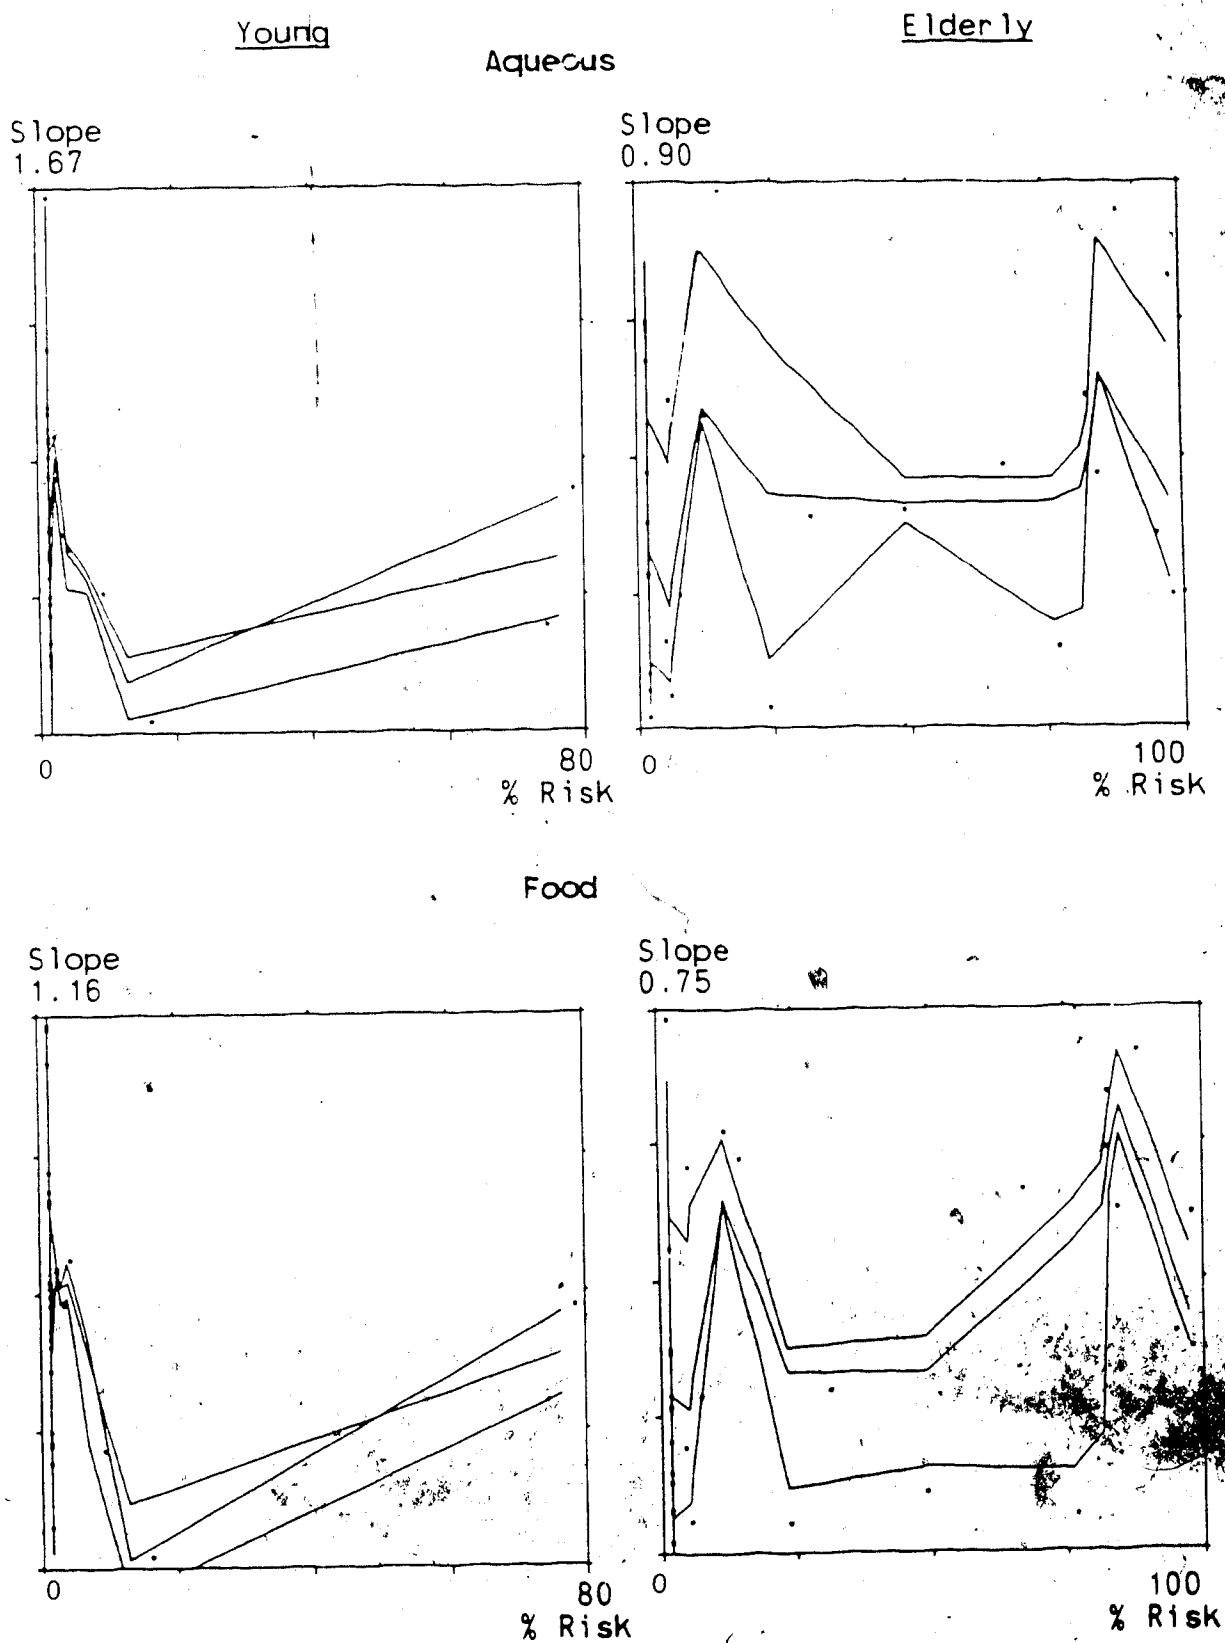 Young Elderly
Aqueous
Slope Slope
1.67 0.90
0 80 0 100
% Risk % Risk
Food
Slope Slope
1.16 0.75
0 80 0 100
% Risk % Risk